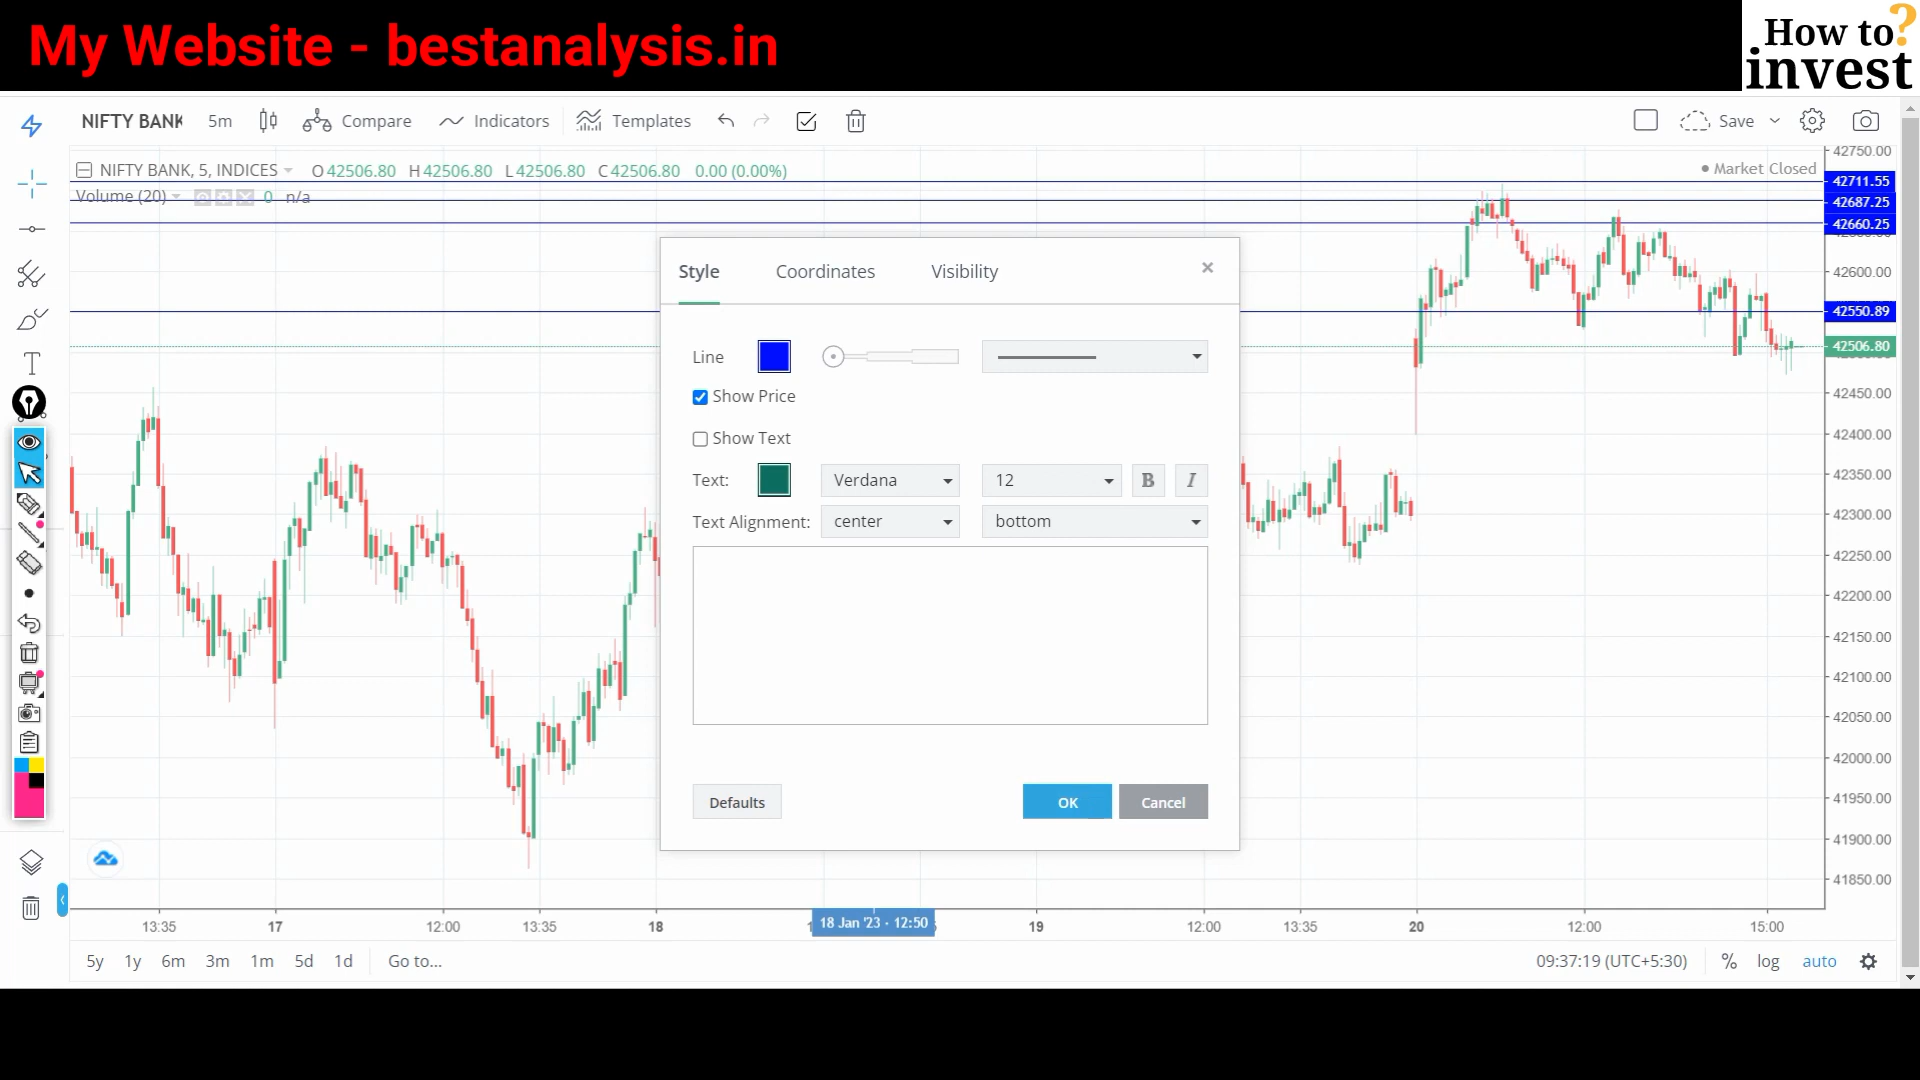 My Website - bestanalysis.in
How to?
invest
NIFTY BANK 5m Compare Indicators Templates Save
NIFTY BANK, 5, INDICES O42506.80 H42506.80 L42506.80 C42506.80 0.00 (0.00%)
Market Closed
Volume (20) 0 n/a
42750.00
42711.55
42687.25
42660.25
42600.00
42550.89
42506.80
42450.00
42400.00
42350.00
42300.00
42250.00
42200.00
42150.00
42100.00
42050.00
42000.00
41950.00
41900.00
41850.00
Style Coordinates Visibility ×
Line
Show Price
Show Text
Text: Verdana 12 B I
Text Alignment: center bottom
Defaults OK Cancel
T
13:35 17 12:00 13:35 18 18 Jan '23 · 12:50 19 12:00 13:35 20 12:00 15:00
5y 1y 6m 3m 1m 5d 1d Go to... 09:37:19 (UTC+5:30) % log auto